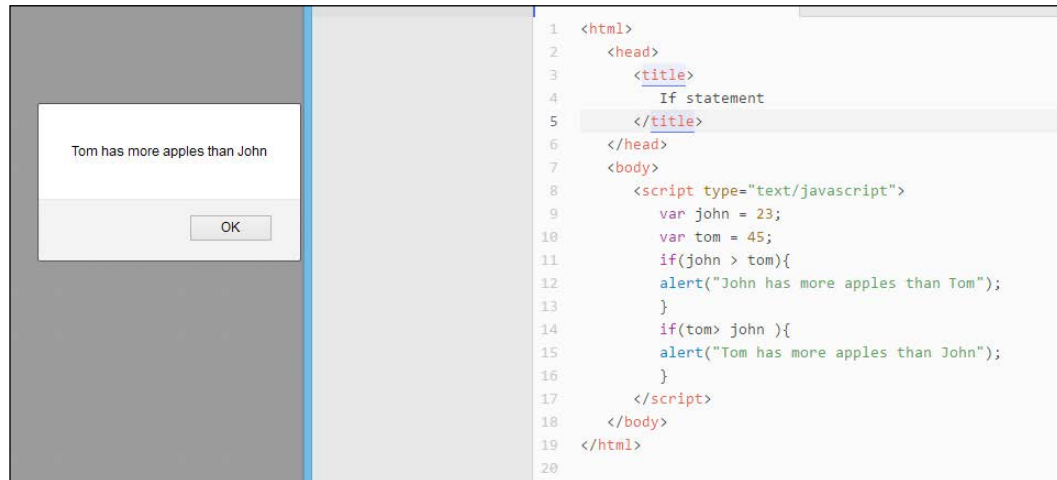 Tom has more apples than John
OK
1 <html>
2 <head>
3 <title>
4 If statement
5 </title>
6 </head>
7 <body>
8 <script type="text/javascript">
9 var john = 23;
10 var tom = 45;
11 if(john > tom){
12 alert("John has more apples than Tom");
13 }
14 if(tom> john ){
15 alert("Tom has more apples than John");
16 }
17 </script>
18 </body>
19 </html>
20